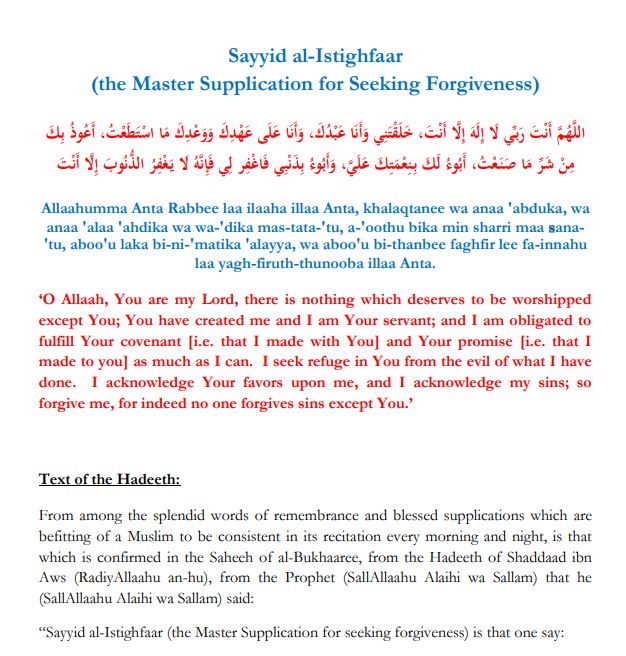 Sayyid al-Istighfaar
(the Master Supplication for Seeking Forgiveness)
اللَّهُمَّ أَنْتَ رَبِّي لَا إِلَهَ إِلَّا أَنْتَ، خَلَقْتَنِي وَأَنَا عَبْدُكَ، وَأَنَا عَلَى عَهْدِكَ وَوَعْدِكَ مَا اسْتَطَعْتُ، أَعُوذُ بِكَ
مِنْ شَرِّ مَا صَنَعْتُ، أَبُوءُ لَكَ بِنِعْمَتِكَ عَلَيَّ، وَأَبُوءُ بِذَنْبِي فَاغْفِر لِي فَإِنَّهُ لَا يَغْفِرُ الذُّنُوبَ إِلَّا أَنْتَ
Allaahumma Anta Rabbee laa ilaaha illaa Anta, khalaqtanee wa anaa 'abduka, wa
anaa 'alaa 'ahdika wa wa-'dika mas-tata-'tu, a-'oothu bika min sharri maa sana-
'tu, aboo'u laka bi-ni-'matika 'alayya, wa aboo'u bi-thanbee faghfir lee fa-innahu
laa yagh-firuth-thunooba illaa Anta.
‘O Allaah, You are my Lord, there is nothing which deserves to be worshipped
except You; You have created me and I am Your servant; and I am obligated to
fulfill Your covenant [i.e. that I made with You] and Your promise [i.e. that I
made to you] as much as I can. I seek refuge in You from the evil of what I have
done. I acknowledge Your favors upon me, and I acknowledge my sins; so
forgive me, for indeed no one forgives sins except You.’
Text of the Hadeeth:
From among the splendid words of remembrance and blessed supplications which are
befitting of a Muslim to be consistent in its recitation every morning and night, is that
which is confirmed in the Saheeh of al-Bukhaaree, from the Hadeeth of Shaddaad ibn
Aws (RadiyAllaahu an-hu), from the Prophet (SallAllaahu Alaihi wa Sallam) that he
(SallAllaahu Alaihi wa Sallam) said:
“Sayyid al-Istighfaar (the Master Supplication for seeking forgiveness) is that one say: